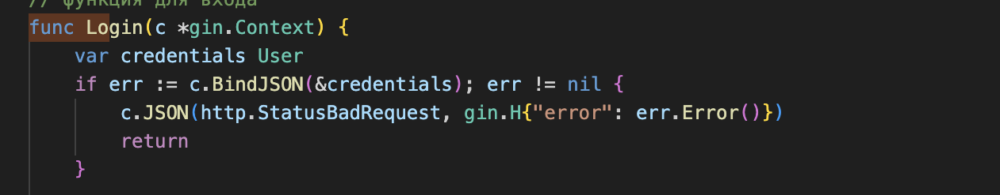 // функция для входа
func Login(c *gin.Context) {
var credentials User
if err := c.BindJSON(&credentials); err != nil {
c.JSON(http.StatusBadRequest, gin.H{"error": err.Error()})
return
}